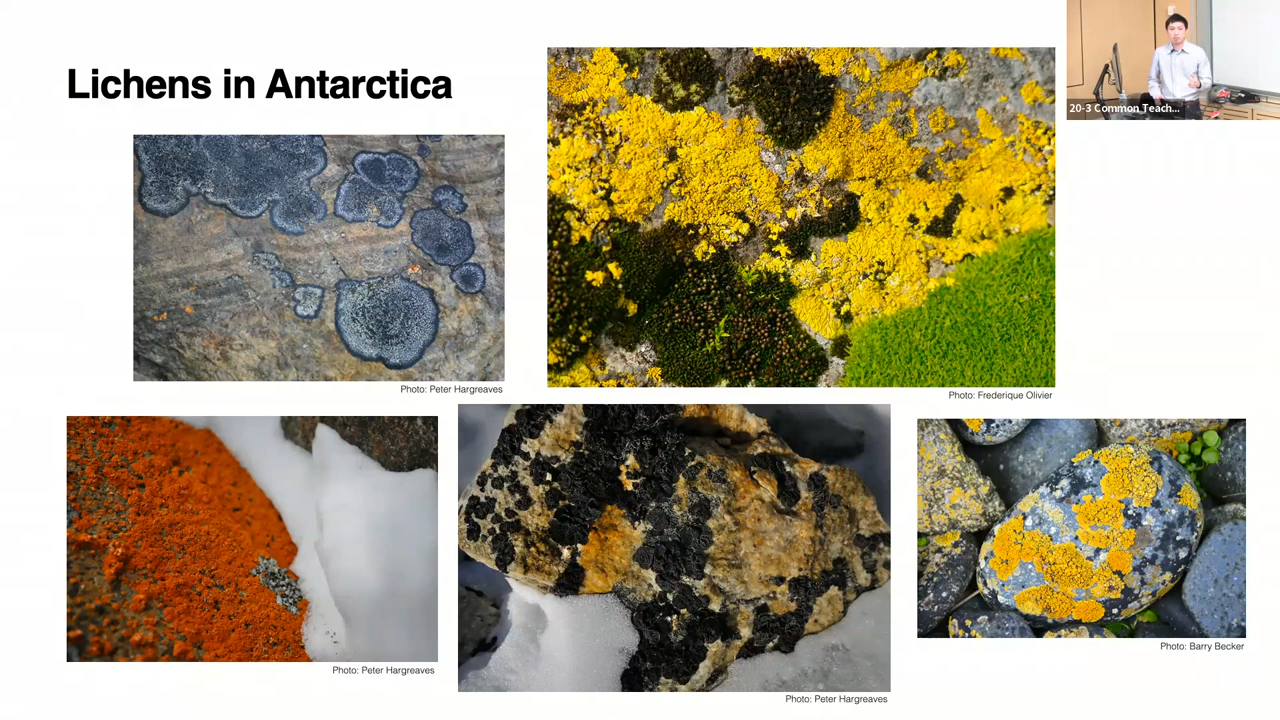 Lichens in Antarctica
20-3 Common Teach...
Photo: Peter Hargreaves
Photo: Frederique Olivier
Photo: Peter Hargreaves
Photo: Peter Hargreaves
Photo: Barry Becker